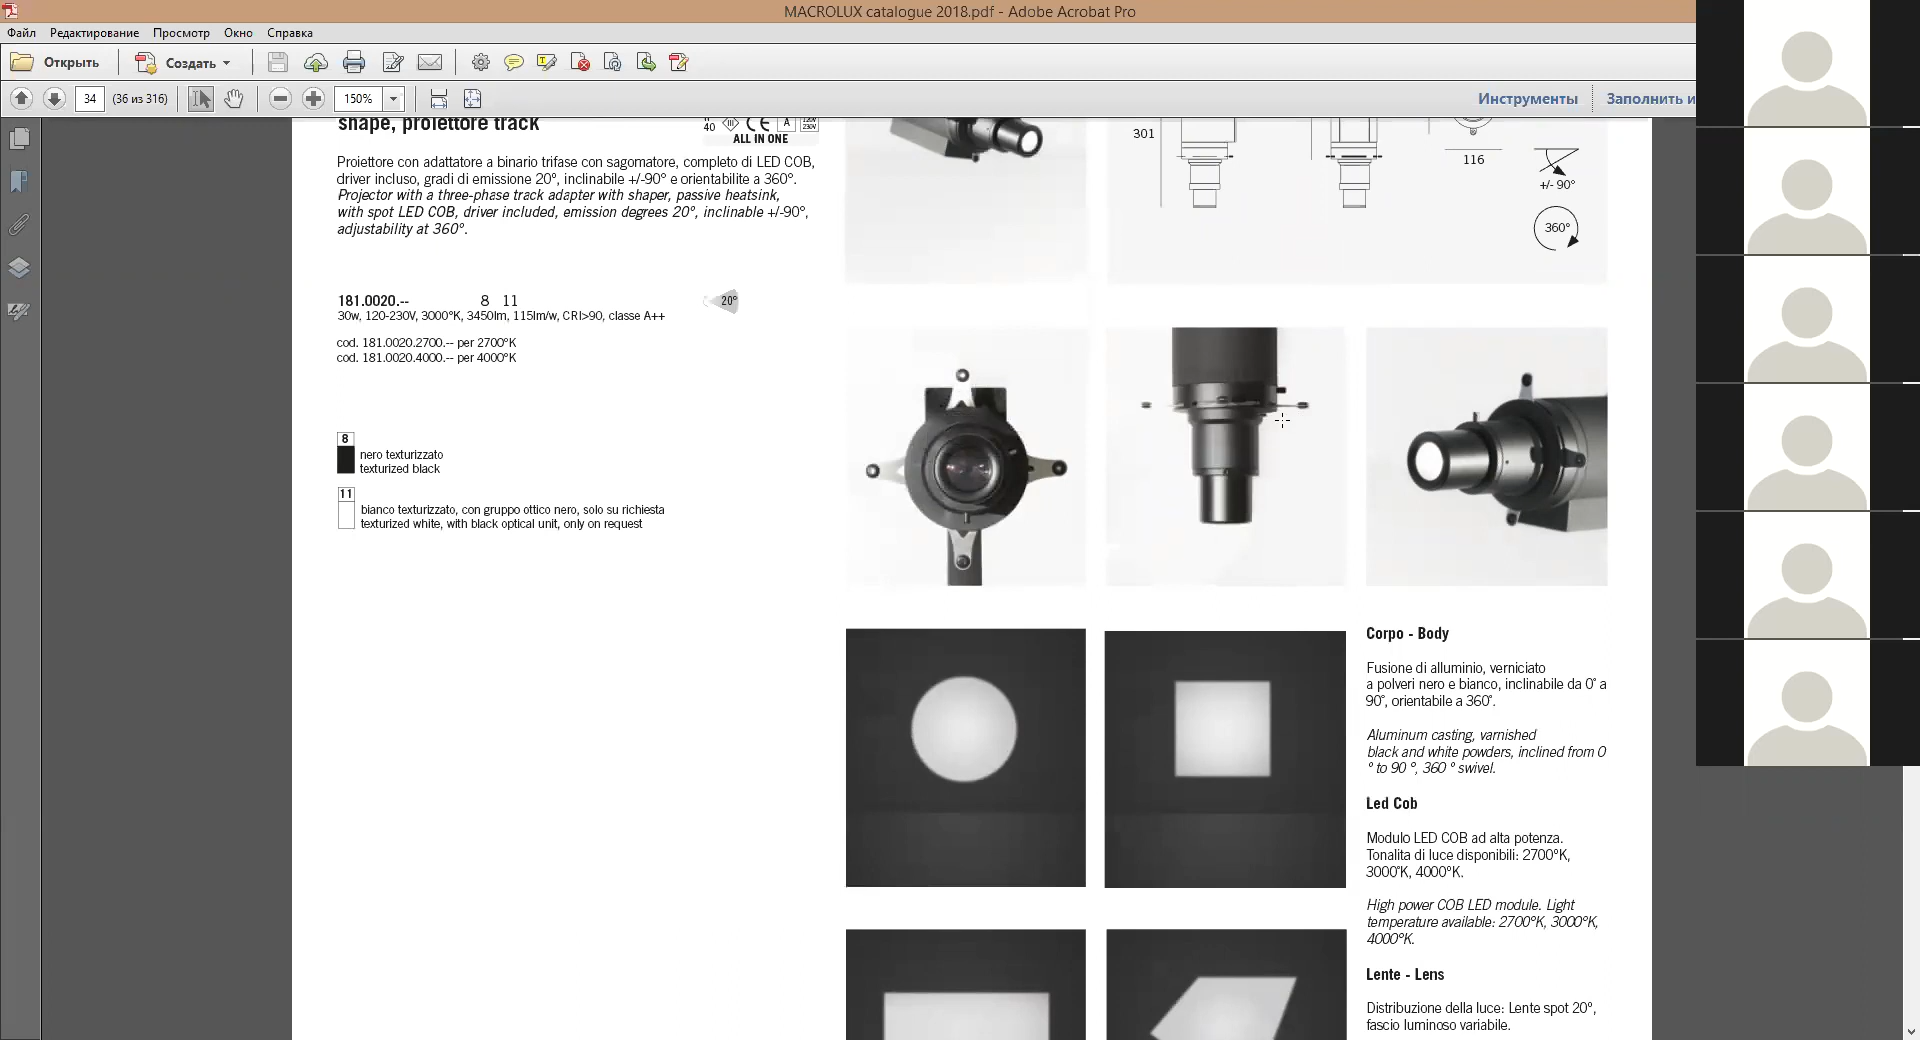 MACROLUX catalogue 2018.pdf - Adobe Acrobat Pro
Файл Редактирование Просмотр Окно Справка
Открыть Создать
34 (36 из 316) 150% Инструменты Заполнить и
shape, proiettore track
40 III CE A 120V 230V
ALL IN ONE
Proiettore con adattatore a binario trifase con sagomatore, completo di LED COB,
driver incluso, gradi di emissione 20°, inclinabile +/-90° e orientabilite a 360°.
Projector with a three-phase track adapter with shaper, passive heatsink,
with spot LED COB, driver included, emission degrees 20°, inclinable +/-90°,
adjustability at 360°.
181.0020.-- 8 11 20°
30w, 120-230V, 3000°K, 3450lm, 115lm/w, CRI>90, classe A++
cod. 181.0020.2700.-- per 2700°K
cod. 181.0020.4000.-- per 4000°K
8
nero texturizzato
texturized black
11
bianco texturizzato, con gruppo ottico nero, solo su richiesta
texturized white, with black optical unit, only on request
301
116
+/- 90°
360°
Corpo - Body
Fusione di alluminio, verniciato
a polveri nero e bianco, inclinabile da 0° a
90°, orientabile a 360°.
Aluminum casting, varnished
black and white powders, inclined from 0
° to 90 °, 360 ° swivel.
Led Cob
Modulo LED COB ad alta potenza.
Tonalita di luce disponibili: 2700°K,
3000°K, 4000°K.
High power COB LED module. Light
temperature available: 2700°K, 3000°K,
4000°K.
Lente - Lens
Distribuzione della luce: Lente spot 20°,
fascio luminoso variabile.